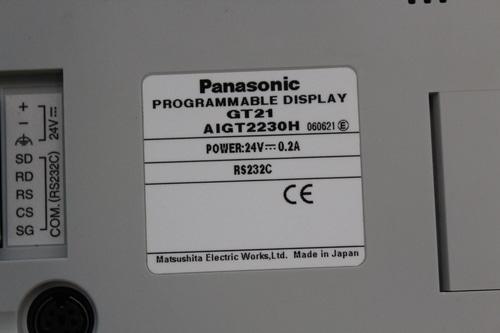 Panasonic
PROGRAMMABLE DISPLAY
GT21
AIGT2230H 060621 Ⓔ
POWER:24V⎓0.2A
RS232C
CE
Matsushita Electric Works,Ltd. Made in Japan
+
−
24V⎓
SD
RD
RS
CS
SG
COM.(RS232C)